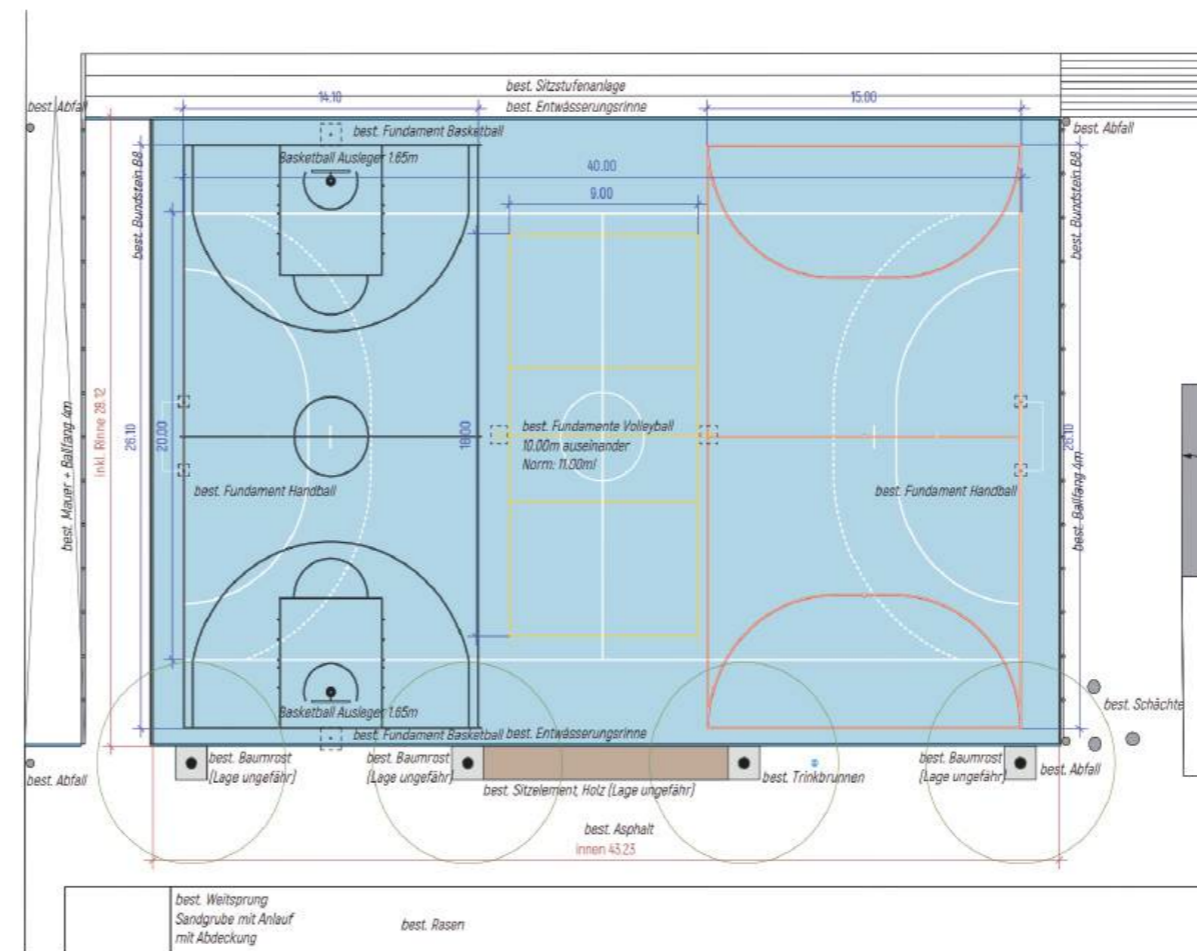 best. Sitzstufenanlage
14.10
15.00
best. Abfall
best. Entwässerungsrinne
best. Abfall
best. Fundament Basketball
Basketball Ausleger 1.65m
40.00
9.00
best. Bundstein B8
best. Bundstein B8
best. Mauer + Ballfang 4m
inkl. Rinne 28.12
26.10
20.00
18.00
best. Fundamente Volleyball
10.00m auseinander
Norm: 11.00m!
26.10
best. Ballfang 4m
best. Fundament Handball
best. Fundament Handball
Basketball Ausleger 1.65m
best. Fundament Basketball
best. Entwässerungsrinne
best. Schächte
best. Abfall
best. Baumrost
(Lage ungefähr)
best. Baumrost
(Lage ungefähr)
best. Sitzelement, Holz (Lage ungefähr)
best. Trinkbrunnen
best. Baumrost
(Lage ungefähr)
best. Abfall
best. Asphalt
innen 43.23
best. Weitsprung
Sandgrube mit Anlauf
mit Abdeckung
best. Rasen